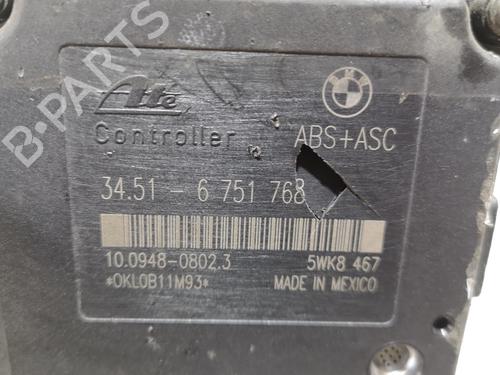 B-PARTS
Ate
BMW
Controller ABS+ASC
34.51 - 6 751 768
10.0948-0802.3 5WK8 467
*0KL0B11M93* MADE IN MEXICO